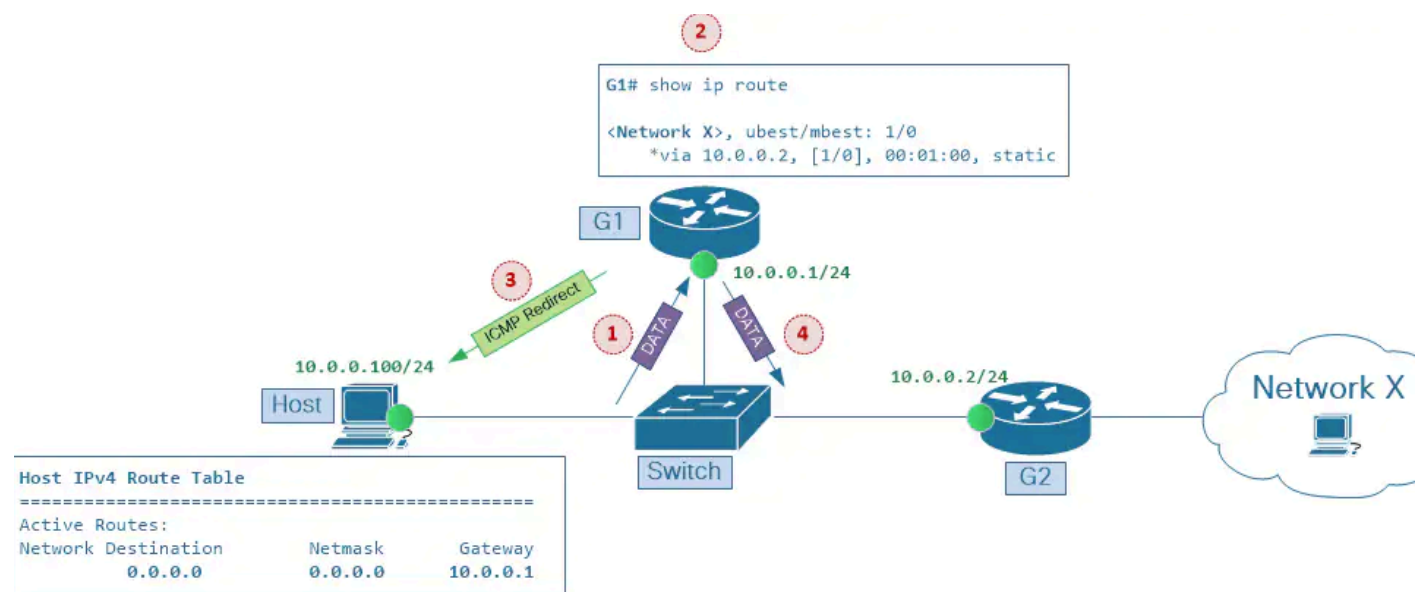 2
G1# show ip route
<Network X>, ubest/mbest: 1/0
*via 10.0.0.2, [1/0], 00:01:00, static
G1
10.0.0.1/24
3
ICMP Redirect
1
DATA
DATA
4
10.0.0.100/24
Host
10.0.0.2/24
Network X
Switch
G2
Host IPv4 Route Table
====================================================
Active Routes:
Network Destination Netmask Gateway
0.0.0.0 0.0.0.0 10.0.0.1